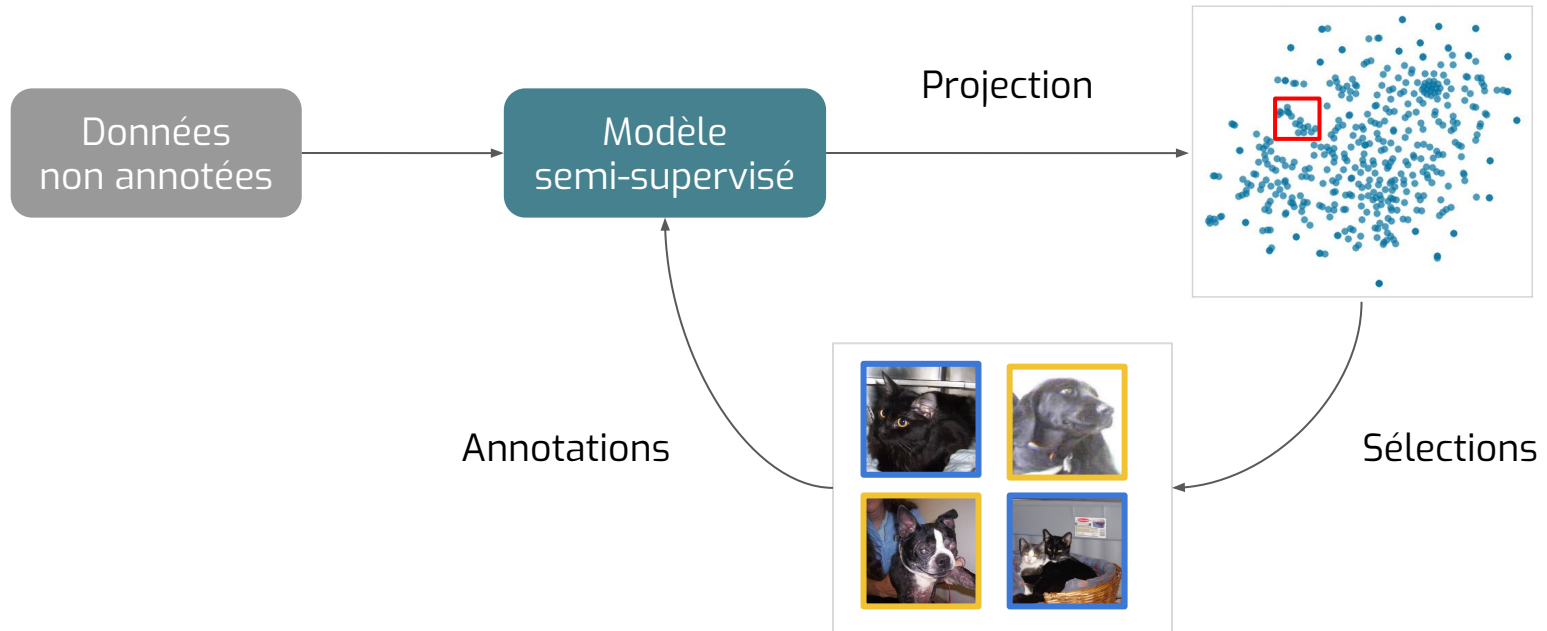 Données
non annotées
Modèle
semi-supervisé
Projection
Annotations
Sélections